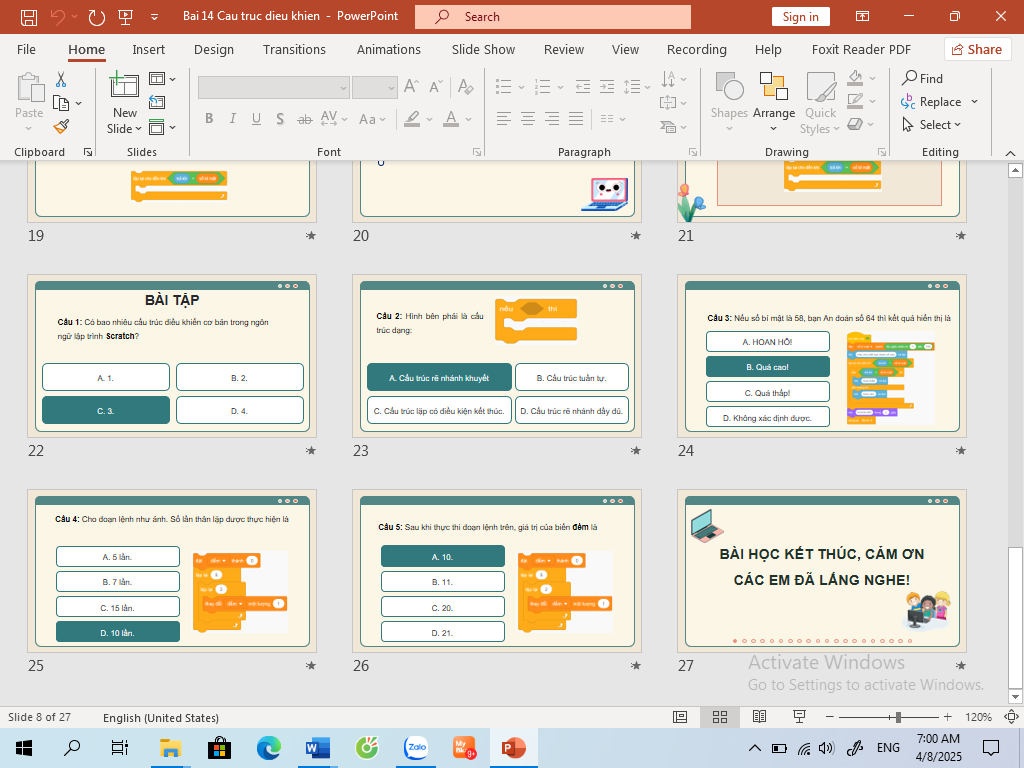 Bai 14 Cau truc dieu khien - PowerPoint
Search
Sign in
File Home Insert Design Transitions Animations Slide Show Review View Recording Help Foxit Reader PDF Share
Paste
New Slide
Shapes Arrange Quick Styles
Find
Replace
Select
Clipboard Slides Font Paragraph Drawing Editing
19 20 21
BÀI TẬP
Câu 1: Có bao nhiêu cấu trúc điều khiển cơ bản trong ngôn
ngữ lập trình Scratch?
A. 1. B. 2.
C. 3. D. 4.
22
Câu 2: Hình bên phải là cấu
trúc dạng:
nếu thì
A. Cấu trúc rẽ nhánh khuyết B. Cấu trúc tuần tự.
C. Cấu trúc lặp có điều kiện kết thúc. D. Cấu trúc rẽ nhánh đầy đủ.
23
Câu 3: Nếu số bí mật là 58, bạn An đoán số 64 thì kết quả hiển thị là
A. HOAN HÔ!
B. Quá cao!
C. Quá thấp!
D. Không xác định được.
24
Câu 4: Cho đoạn lệnh như ảnh. Số lần thân lặp được thực hiện là
A. 5 lần.
B. 7 lần.
C. 15 lần.
D. 10 lần.
25
Câu 5: Sau khi thực thi đoạn lệnh trên, giá trị của biến đếm là
A. 10.
B. 11.
C. 20.
D. 21.
26
BÀI HỌC KẾT THÚC, CẢM ƠN
CÁC EM ĐÃ LẮNG NGHE!
27
Activate Windows
Go to Settings to activate Windows.
Slide 8 of 27 English (United States) 120%
Zalo
ENG
7:00 AM
4/8/2025